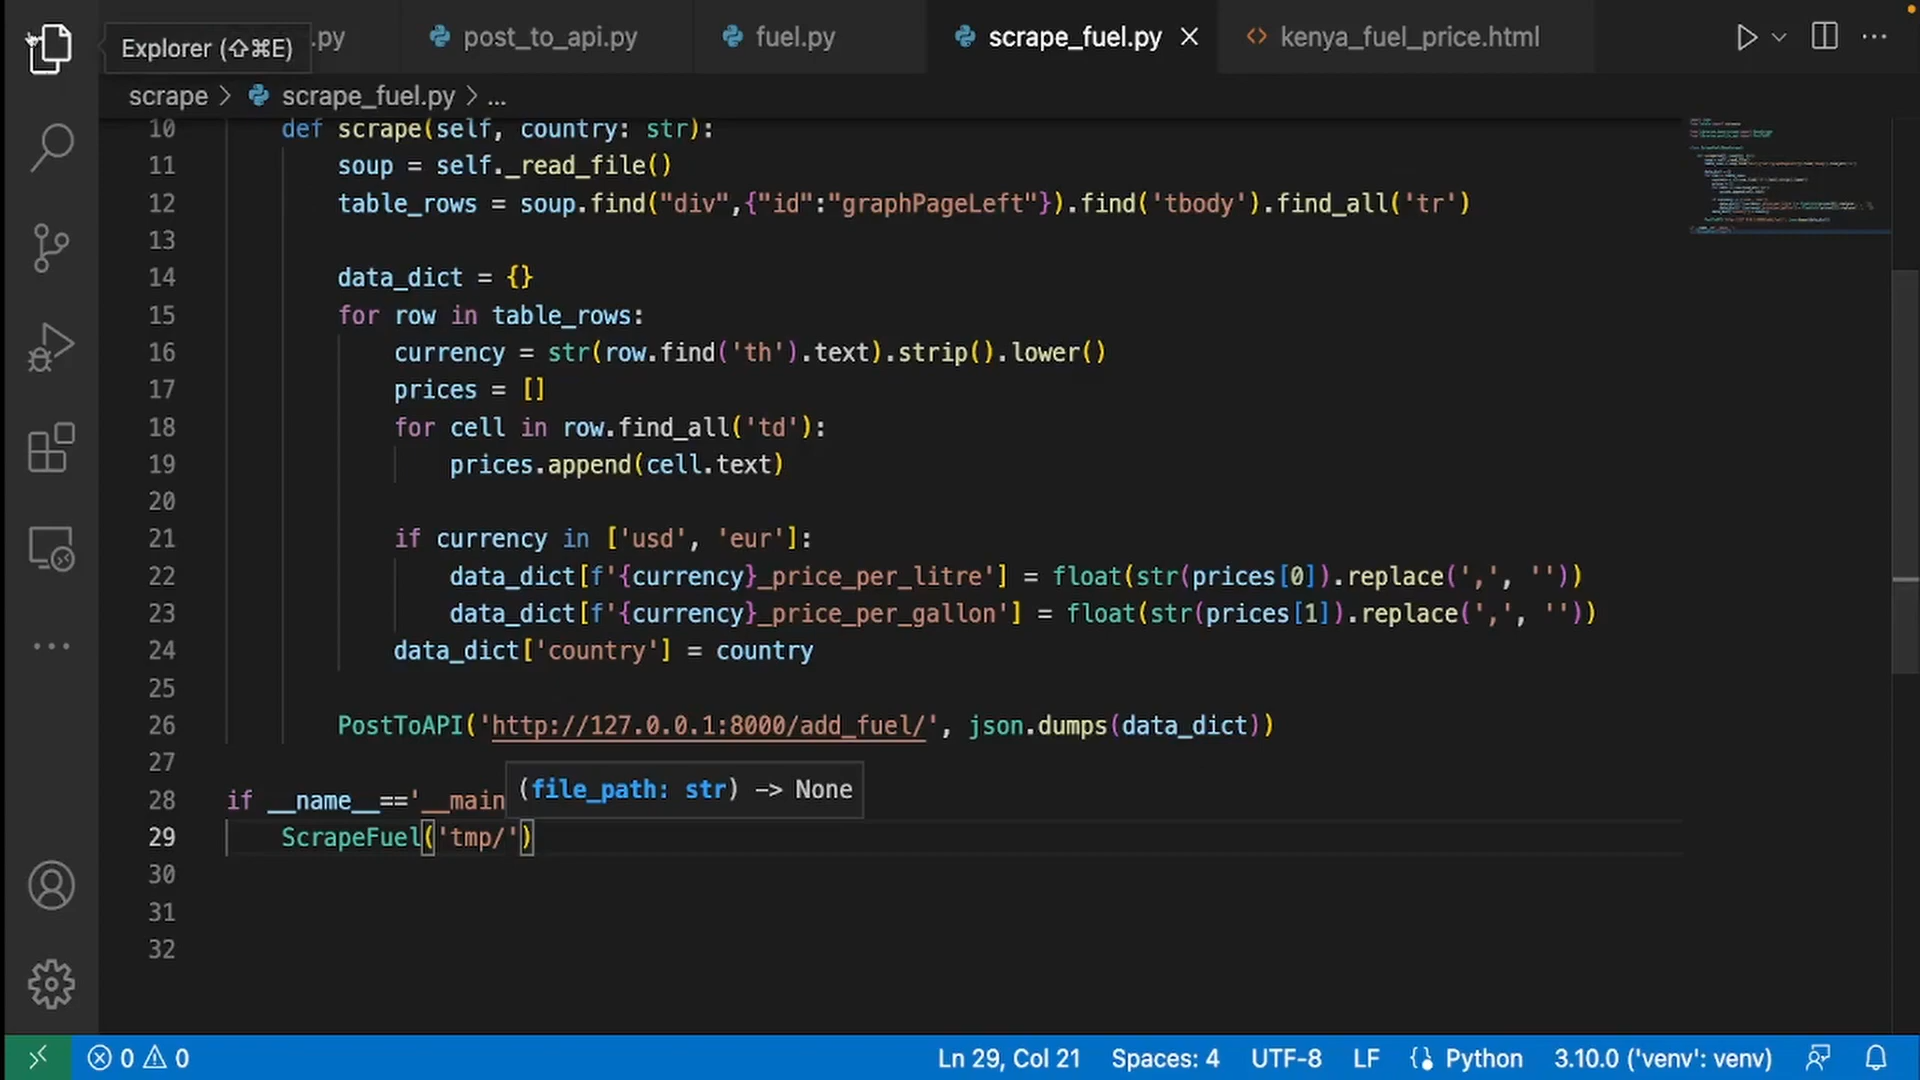 Explorer (⇧⌘E)
.py
post_to_api.py
fuel.py
scrape_fuel.py
kenya_fuel_price.html
scrape > scrape_fuel.py > ...
10 def scrape(self, country: str):
11 soup = self._read_file()
12 table_rows = soup.find("div",{"id":"graphPageLeft"}).find('tbody').find_all('tr')
13
14 data_dict = {}
15 for row in table_rows:
16 currency = str(row.find('th').text).strip().lower()
17 prices = []
18 for cell in row.find_all('td'):
19 prices.append(cell.text)
20
21 if currency in ['usd', 'eur']:
22 data_dict[f'{currency}_price_per_litre'] = float(str(prices[0]).replace(',', ''))
23 data_dict[f'{currency}_price_per_gallon'] = float(str(prices[1]).replace(',', ''))
24 data_dict['country'] = country
25
26 PostToAPI('http://127.0.0.1:8000/add_fuel/', json.dumps(data_dict))
27
(file_path: str) -> None
28 if __name__=='__main
29 ScrapeFuel('tmp/')
30
31
32
0 0
Ln 29, Col 21
Spaces: 4
UTF-8
LF
Python
3.10.0 ('venv': venv)